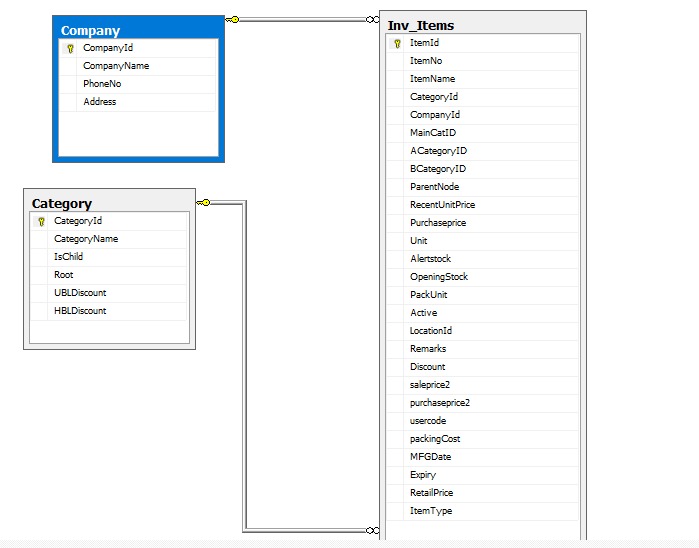 Company
CompanyId
CompanyName
PhoneNo
Address
Category
CategoryId
CategoryName
IsChild
Root
UBLDiscount
HBLDiscount
Inv_Items
ItemId
ItemNo
ItemName
CategoryId
CompanyId
MainCatID
ACategoryID
BCategoryID
ParentNode
RecentUnitPrice
Purchaseprice
Unit
Alertstock
OpeningStock
PackUnit
Active
LocationId
Remarks
Discount
saleprice2
purchaseprice2
usercode
packingCost
MFGDate
Expiry
RetailPrice
ItemType